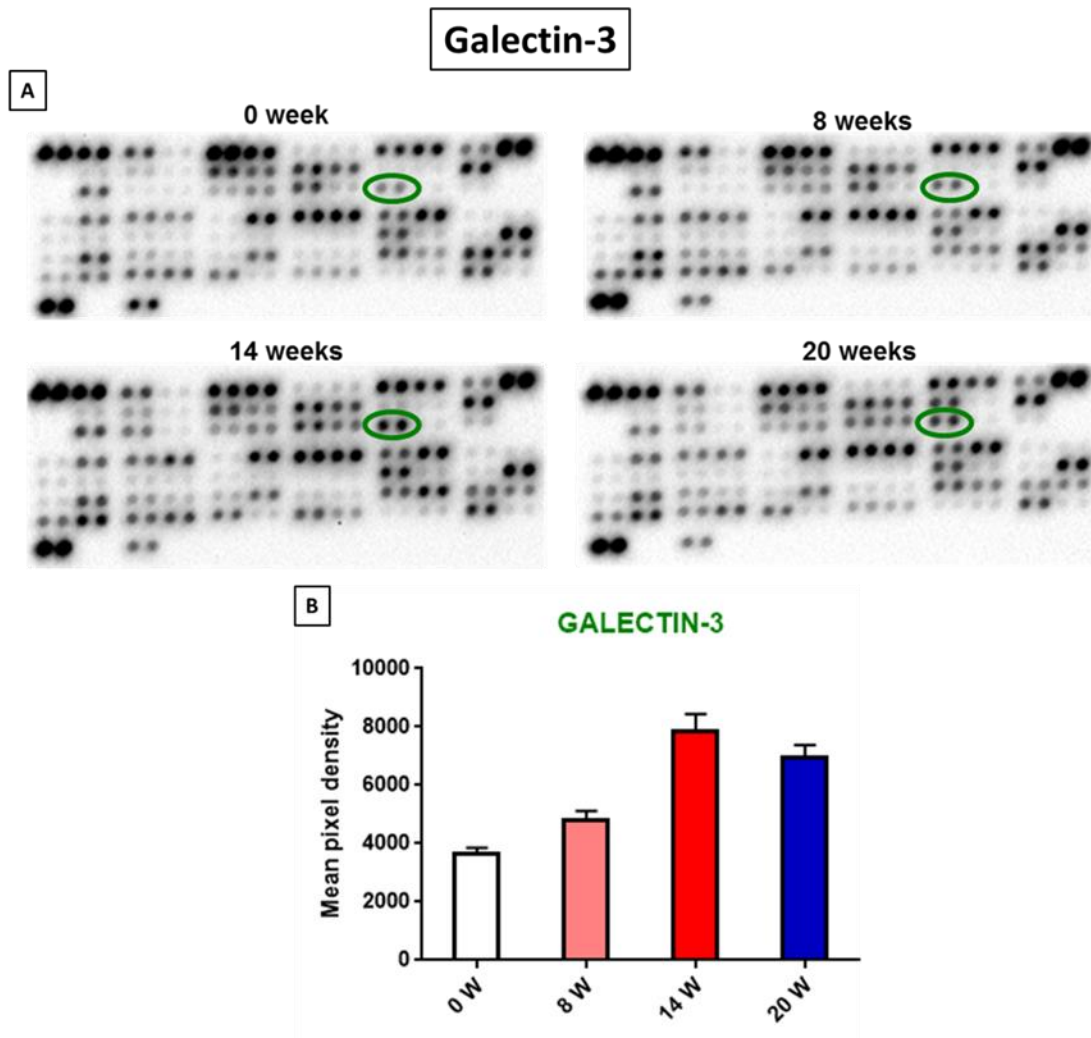 Galectin-3
A
0 week
8 weeks
14 weeks
20 weeks
B
GALECTIN-3
Mean pixel density
10000
8000
6000
4000
2000
0
0 W
8 W
14 W
20 W